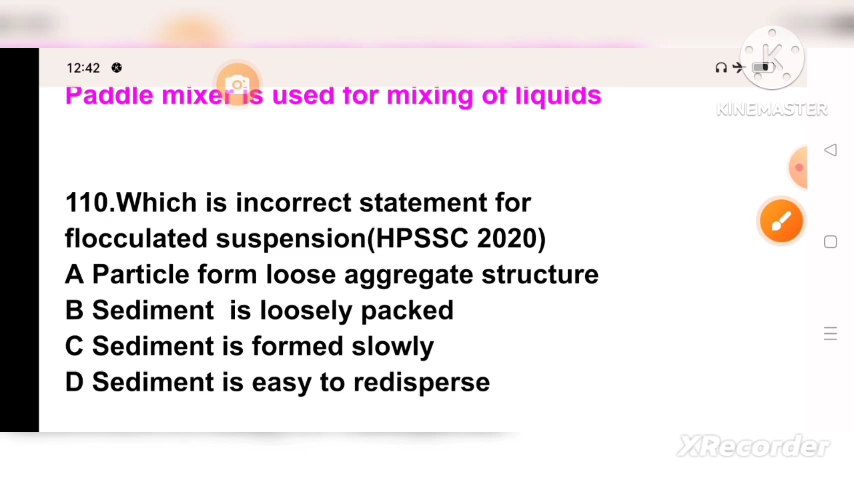 12:42
KINEMASTER
Paddle mixer is used for mixing of liquids
110.Which is incorrect statement for
flocculated suspension(HPSSC 2020)
A Particle form loose aggregate structure
B Sediment  is loosely packed
C Sediment is formed slowly
D Sediment is easy to redisperse
XRecorder